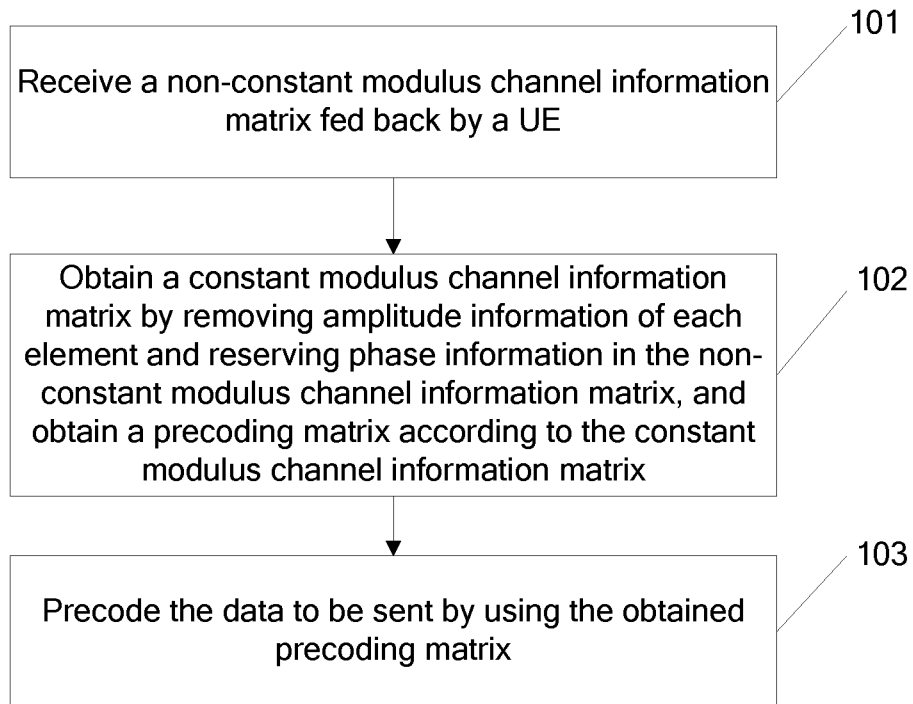 101
Receive a non-constant modulus channel information
matrix fed back by a UE
102
Obtain a constant modulus channel information
matrix by removing amplitude information of each
element and reserving phase information in the non-
constant modulus channel information matrix, and
obtain a precoding matrix according to the constant
modulus channel information matrix
103
Precode the data to be sent by using the obtained
precoding matrix